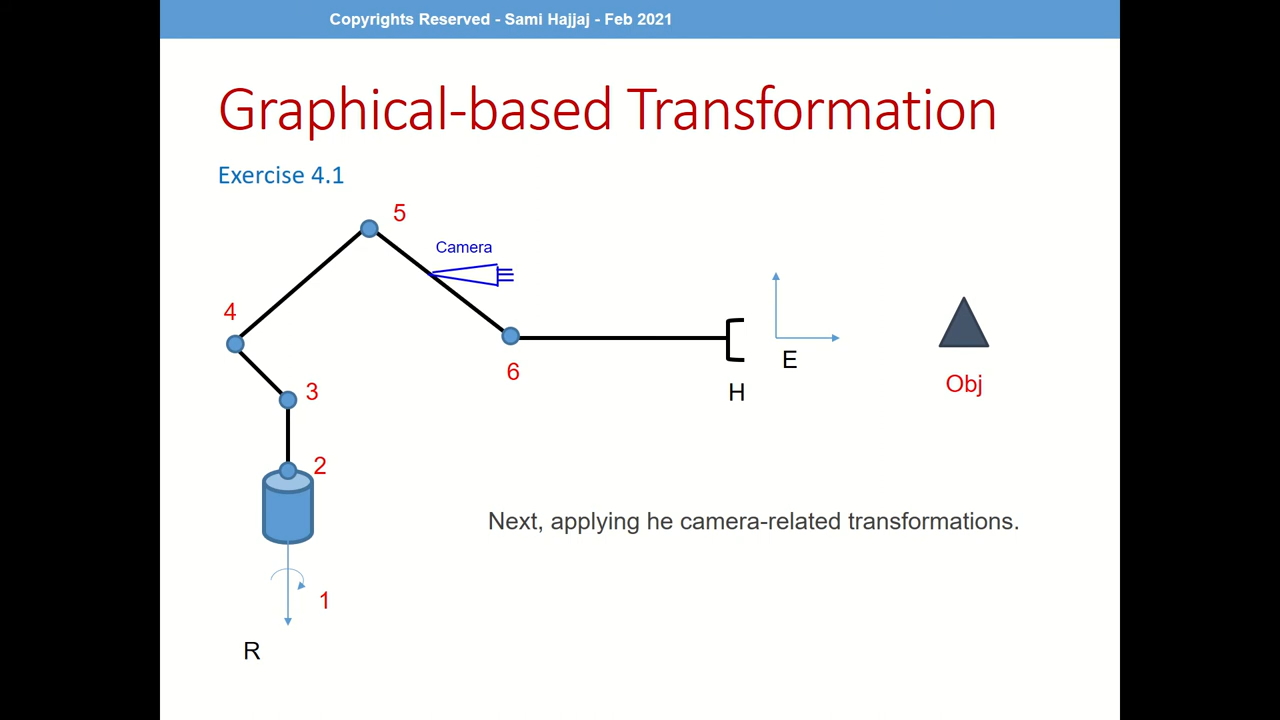 Copyrights Reserved - Sami Hajjaj - Feb 2021
Graphical-based Transformation
Exercise 4.1
5
Camera
4
6
E
3
H
Obj
2
Next, applying he camera-related transformations.
1
R